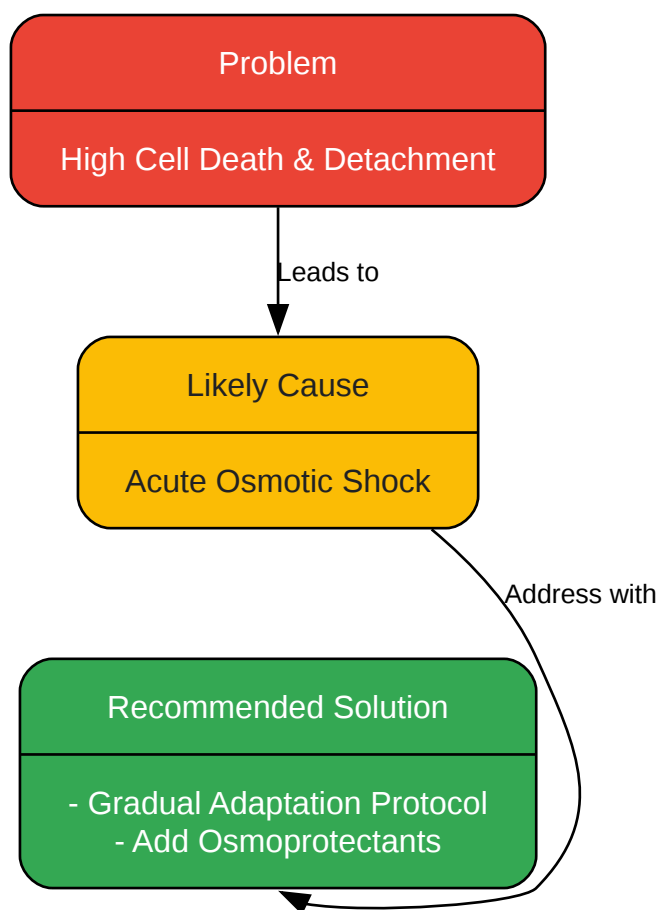 Problem
High Cell Death & Detachment
Leads to
Likely Cause
Acute Osmotic Shock
Address with
Recommended Solution
- Gradual Adaptation Protocol
- Add Osmoprotectants